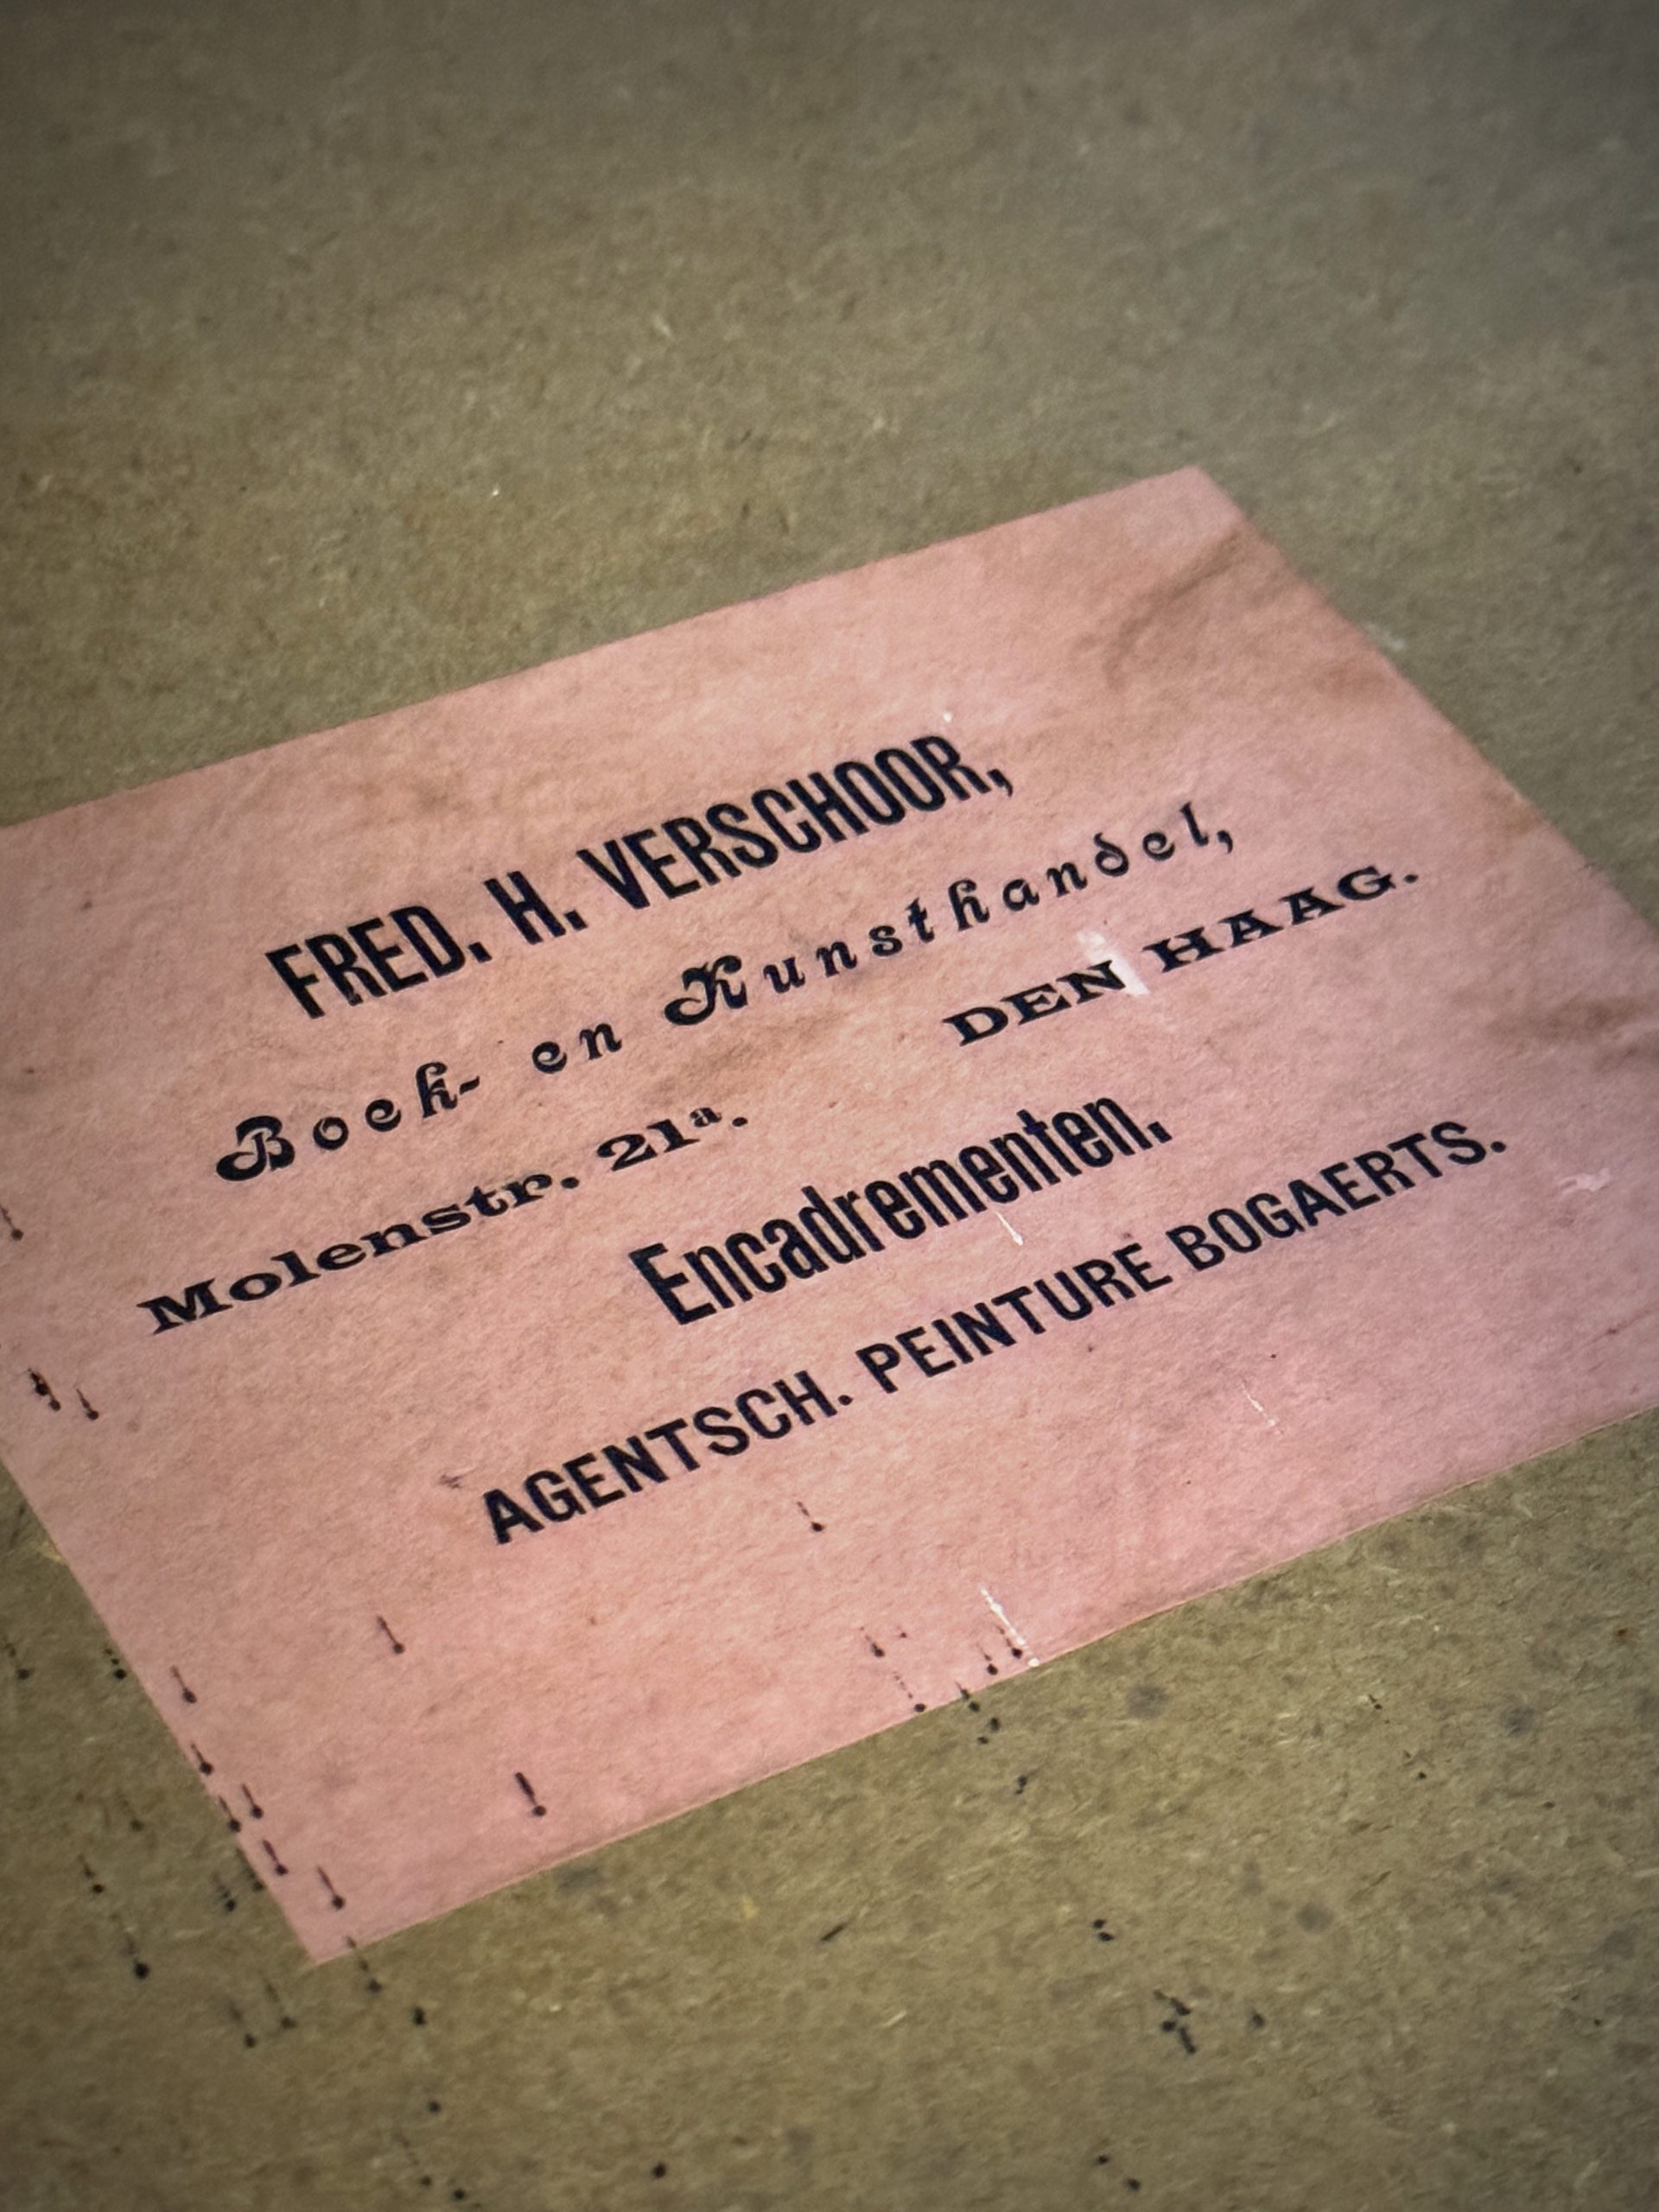 FRED. H. VERSCHOOR,
Boek- en Kunsthandel,
Molenstr. 21a. DEN HAAG.
Encadrementen.
AGENTSCH. PEINTURE BOGAERTS.